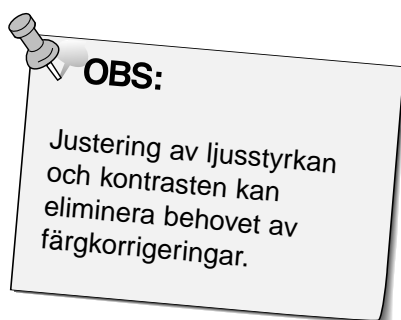 OBS:
Justering av ljusstyrkan
och kontrasten kan
eliminera behovet av
färgkorrigeringar.